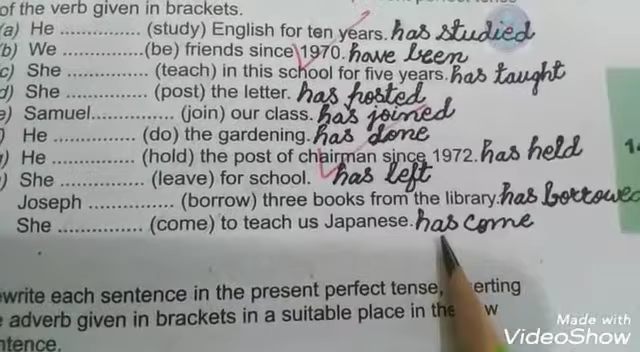 of the verb given in brackets.
(a) He .............. (study) English for ten years. has studied
(b) We .............. (be) friends since 1970. have been
c) She .............. (teach) in this school for five years. has taught
d) She .............. (post) the letter. has posted
e) Samuel.............. (join) our class. has joined
) He .............. (do) the gardening. has done
) He .............. (hold) the post of chairman since 1972. has held
) She .............. (leave) for school. has left
Joseph .............. (borrow) three books from the library. has borrowed
She .............. (come) to teach us Japanese. has come
ewrite each sentence in the present perfect tense, erting
adverb given in brackets in a suitable place in the w
ntence.
Made with
VideoShow